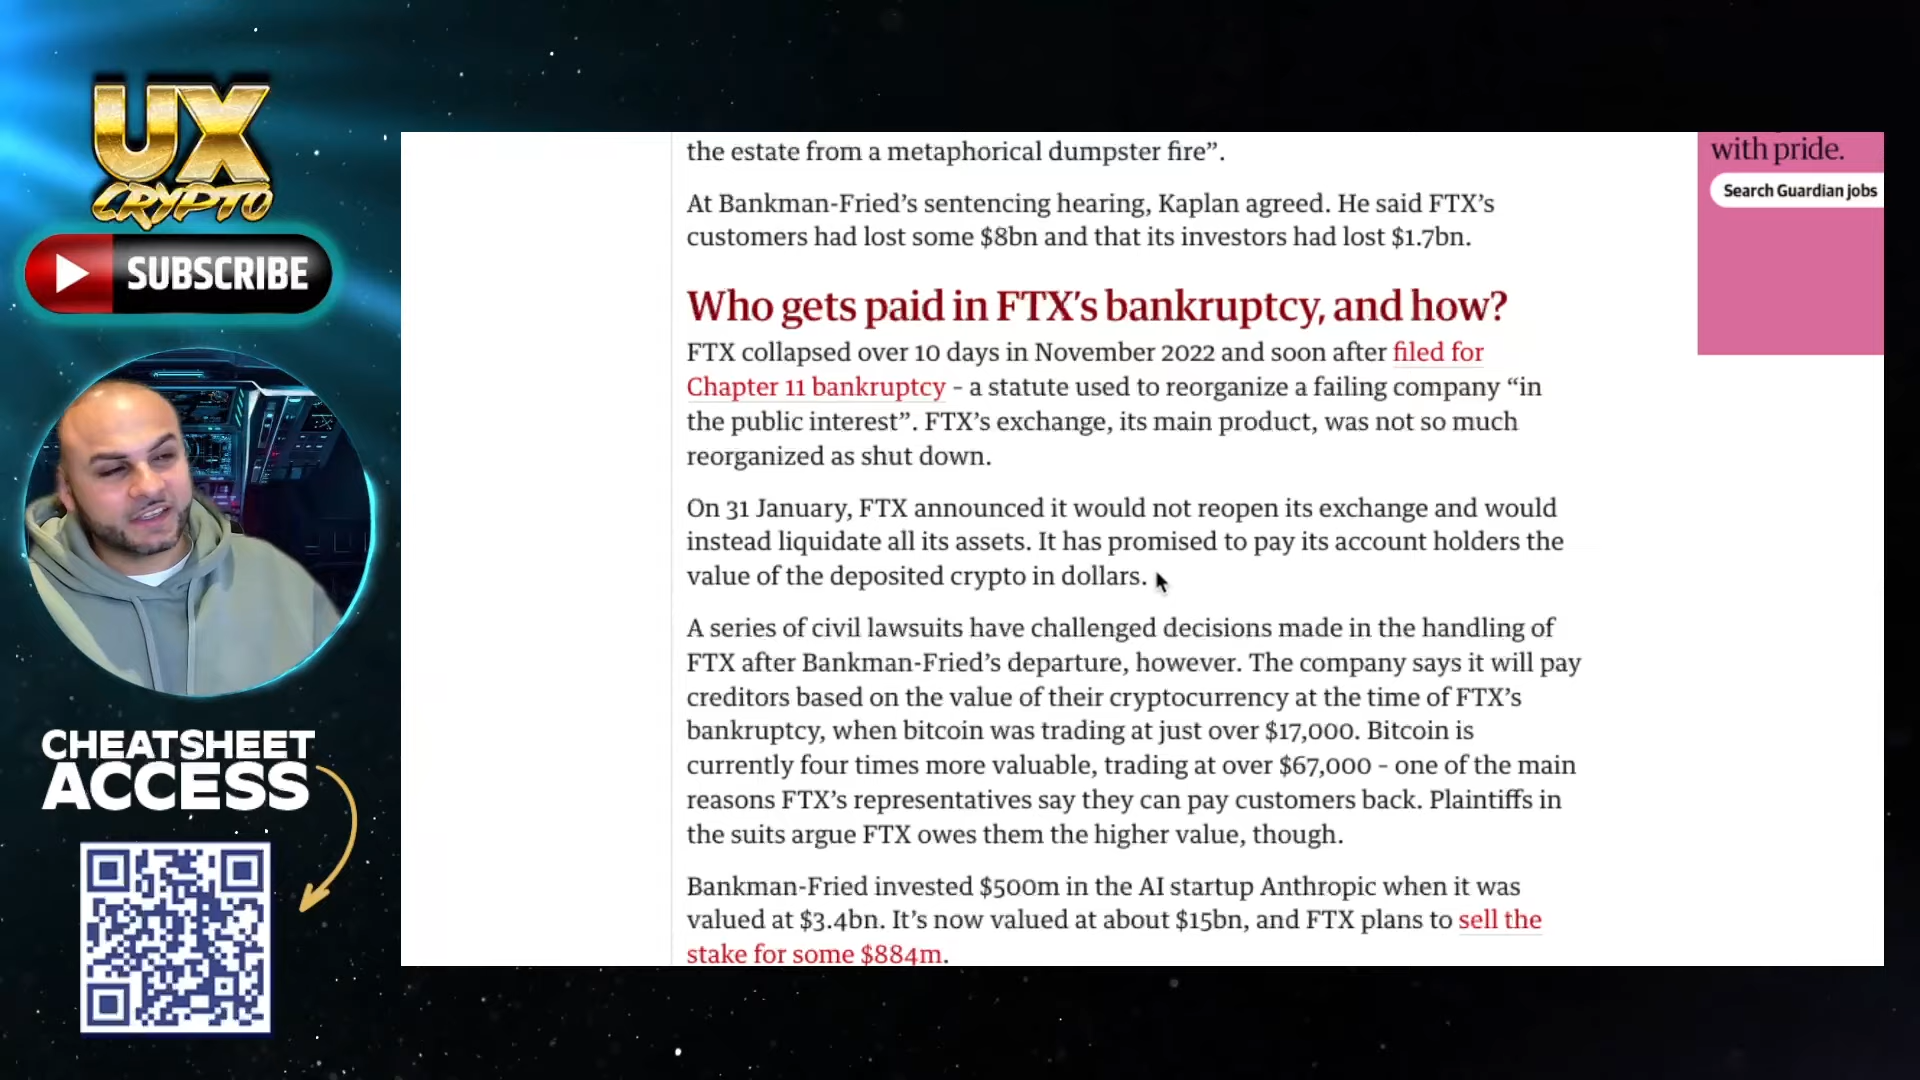 UX
CRYPTO
SUBSCRIBE
CHEATSHEET
ACCESS
the estate from a metaphorical dumpster fire”.
At Bankman-Fried’s sentencing hearing, Kaplan agreed. He said FTX’s
customers had lost some $8bn and that its investors had lost $1.7bn.
Who gets paid in FTX’s bankruptcy, and how?
FTX collapsed over 10 days in November 2022 and soon after filed for
Chapter 11 bankruptcy – a statute used to reorganize a failing company “in
the public interest”. FTX’s exchange, its main product, was not so much
reorganized as shut down.
On 31 January, FTX announced it would not reopen its exchange and would
instead liquidate all its assets. It has promised to pay its account holders the
value of the deposited crypto in dollars.
A series of civil lawsuits have challenged decisions made in the handling of
FTX after Bankman-Fried’s departure, however. The company says it will pay
creditors based on the value of their cryptocurrency at the time of FTX’s
bankruptcy, when bitcoin was trading at just over $17,000. Bitcoin is
currently four times more valuable, trading at over $67,000 – one of the main
reasons FTX’s representatives say they can pay customers back. Plaintiffs in
the suits argue FTX owes them the higher value, though.
Bankman-Fried invested $500m in the AI startup Anthropic when it was
valued at $3.4bn. It’s now valued at about $15bn, and FTX plans to sell the
stake for some $884m.
with pride.
Search Guardian jobs